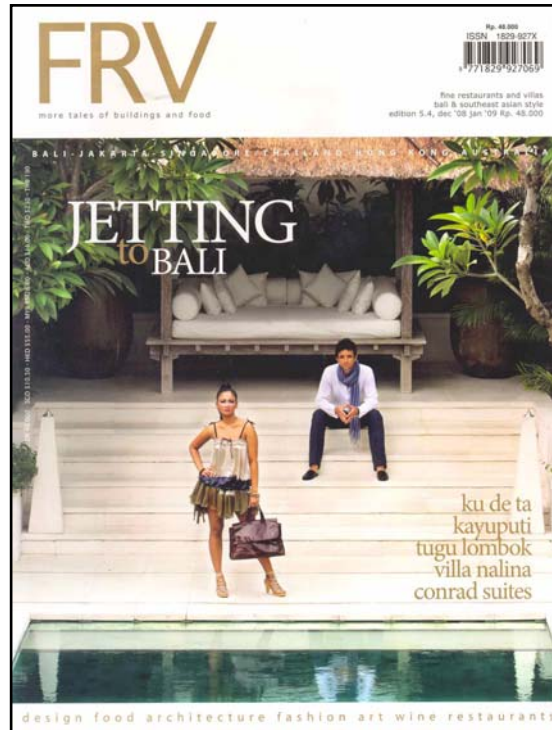 FRV
more tales of buildings and food
Rp. 48.000
ISSN 1829-927X
9 771829 927069
fine restaurants and villas
bali & southeast asian style
edition 5.4, dec '08 jan '09 Rp. 48.000
BALI-JAKARTA-SINGAPORE-THAILAND-HONG KONG-AUSTRALIA
JETTING
to BALI
ku de ta
kayuputi
tugu lombok
villa nalina
conrad suites
design food architecture fashion art wine restaurants